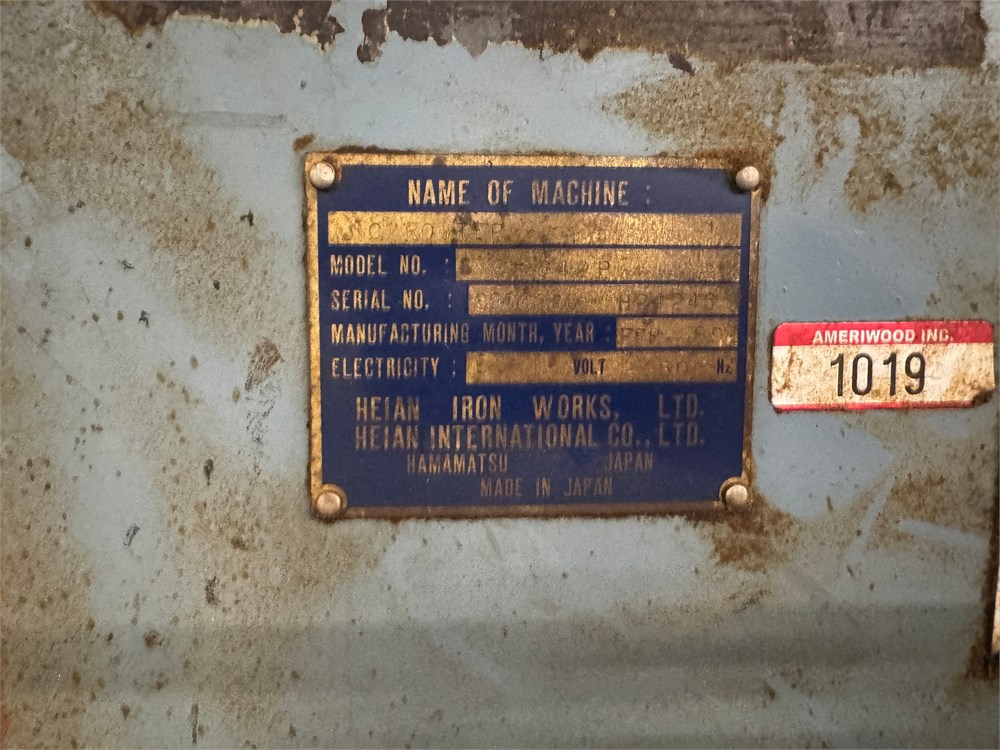 NAME OF MACHINE :
MODEL NO. :
SERIAL NO. :
MANUFACTURING MONTH, YEAR :
ELECTRICITY : VOLT Hz
HEIAN IRON WORKS, LTD.
HEIAN INTERNATIONAL CO., LTD.
HAMAMATSU JAPAN
MADE IN JAPAN
AMERIWOOD IND.
1019